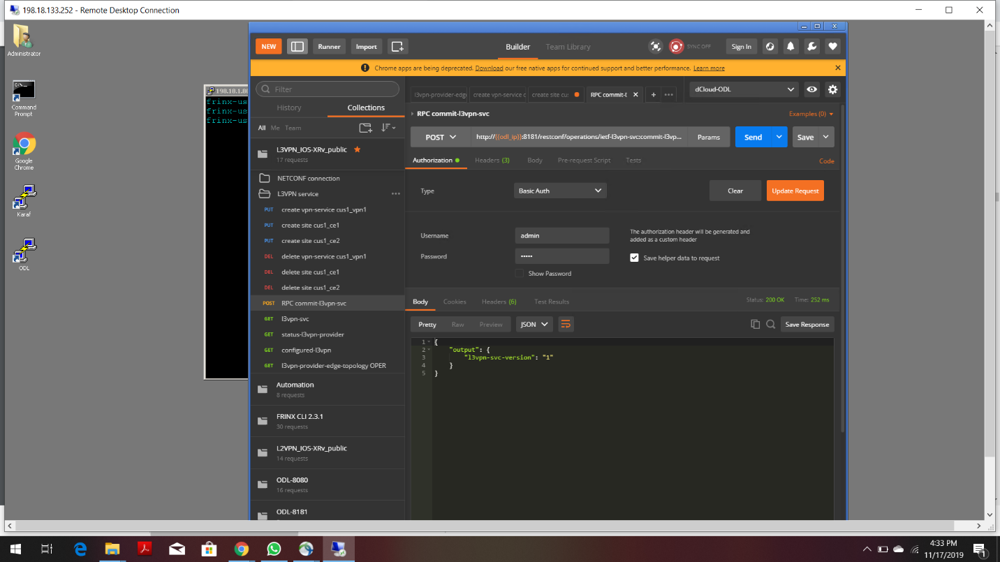 198.18.133.252 - Remote Desktop Connection
Administrator
Command
Prompt
Google
Chrome
Karaf
ODL
198.18.1.80
frinx-us
frinx-us
frinx-us
NEW
Runner
Import
Builder
Team Library
SYNC OFF
Sign In
Chrome apps are being deprecated. Download our free native apps for continued support and better performance. Learn more
Filter
History
Collections
All Me Team
L3VPN_IOS-XRv_public
17 requests
NETCONF connection
L3VPN service
PUT create vpn-service cus1_vpn1
PUT create site cus1_ce1
PUT create site cus1_ce2
DEL delete vpn-service cus1_vpn1
DEL delete site cus1_ce1
DEL delete site cus1_ce2
POST RPC commit-l3vpn-svc
GET l3vpn-svc
GET status-l3vpn-provider
GET configured-l3vpn
GET l3vpn-provider-edge-topology OPER
Automation
8 requests
FRINX CLI 2.3.1
30 requests
L2VPN_IOS-XRv_public
14 requests
ODL-8080
16 requests
ODL-8181
l3vpn-provider-edg
create vpn-service c
create site cu
RPC commit-l
dCloud-ODL
RPC commit-l3vpn-svc
Examples (0)
POST
http://{{odl_ip}}:8181/restconf/operations/ietf-l3vpn-svc:commit-l3vp...
Params
Send
Save
Authorization
Headers (3)
Body
Pre-request Script
Tests
Code
Type
Basic Auth
Clear
Update Request
Username
admin
The authorization header will be generated and
added as a custom header
Password
•••••
Save helper data to request
Show Password
Body
Cookies
Headers (6)
Test Results
Status: 200 OK
Time: 252 ms
Pretty
Raw
Preview
JSON
Save Response
1 {
2 "output": {
3 "l3vpn-svc-version": "1"
4 }
5 }
4:33 PM
11/17/2019
1